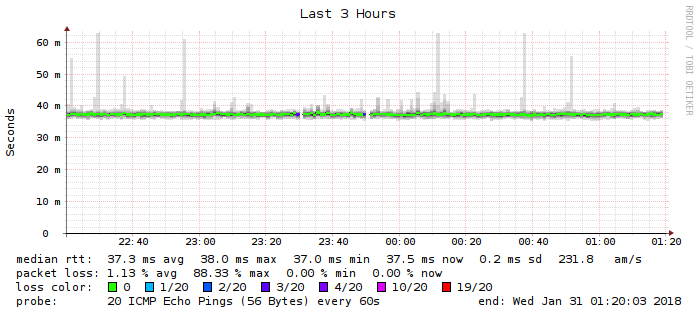 Last 3 Hours
RRDTOOL / TOBI OETIKER
Seconds
60 m
50 m
40 m
30 m
20 m
10 m
0
22:40 23:00 23:20 23:40 00:00 00:20 00:40 01:00 01:20
median rtt: 37.3 ms avg 38.0 ms max 37.0 ms min 37.5 ms now 0.2 ms sd 231.8 am/s
packet loss: 1.13 % avg 88.33 % max 0.00 % min 0.00 % now
loss color: 0 1/20 2/20 3/20 4/20 10/20 19/20
probe: 20 ICMP Echo Pings (56 Bytes) every 60s end: Wed Jan 31 01:20:03 2018